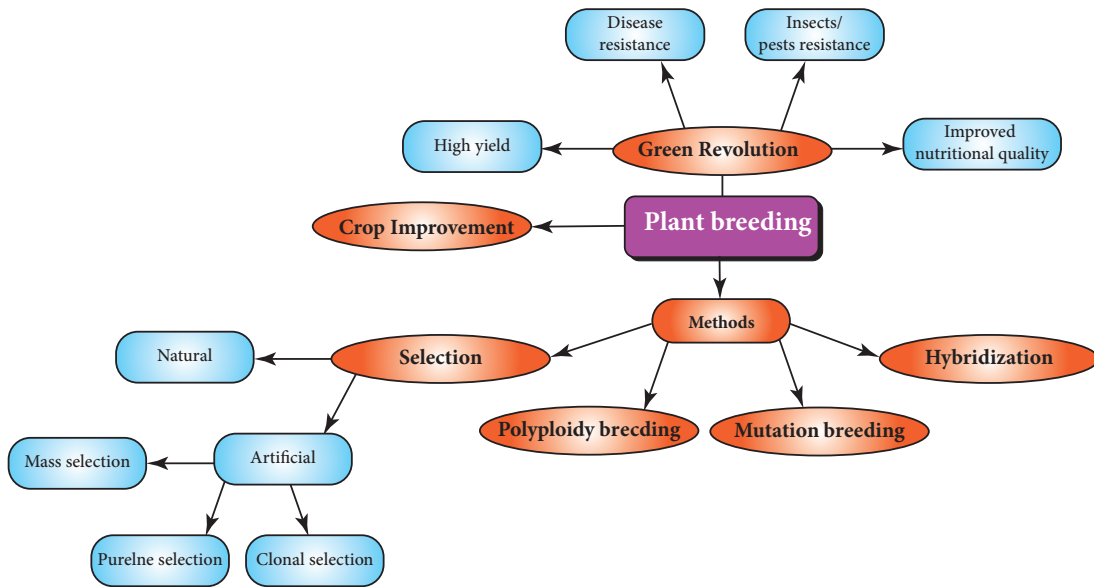 Disease
resistance
Insects/
pests resistance
High yield
Green Revolution
Improved
nutritional quality
Crop Improvement
Plant breeding
Methods
Natural
Selection
Hybridization
Polyploidy brecding
Mutation breeding
Mass selection
Artificial
Purelne selection
Clonal selection